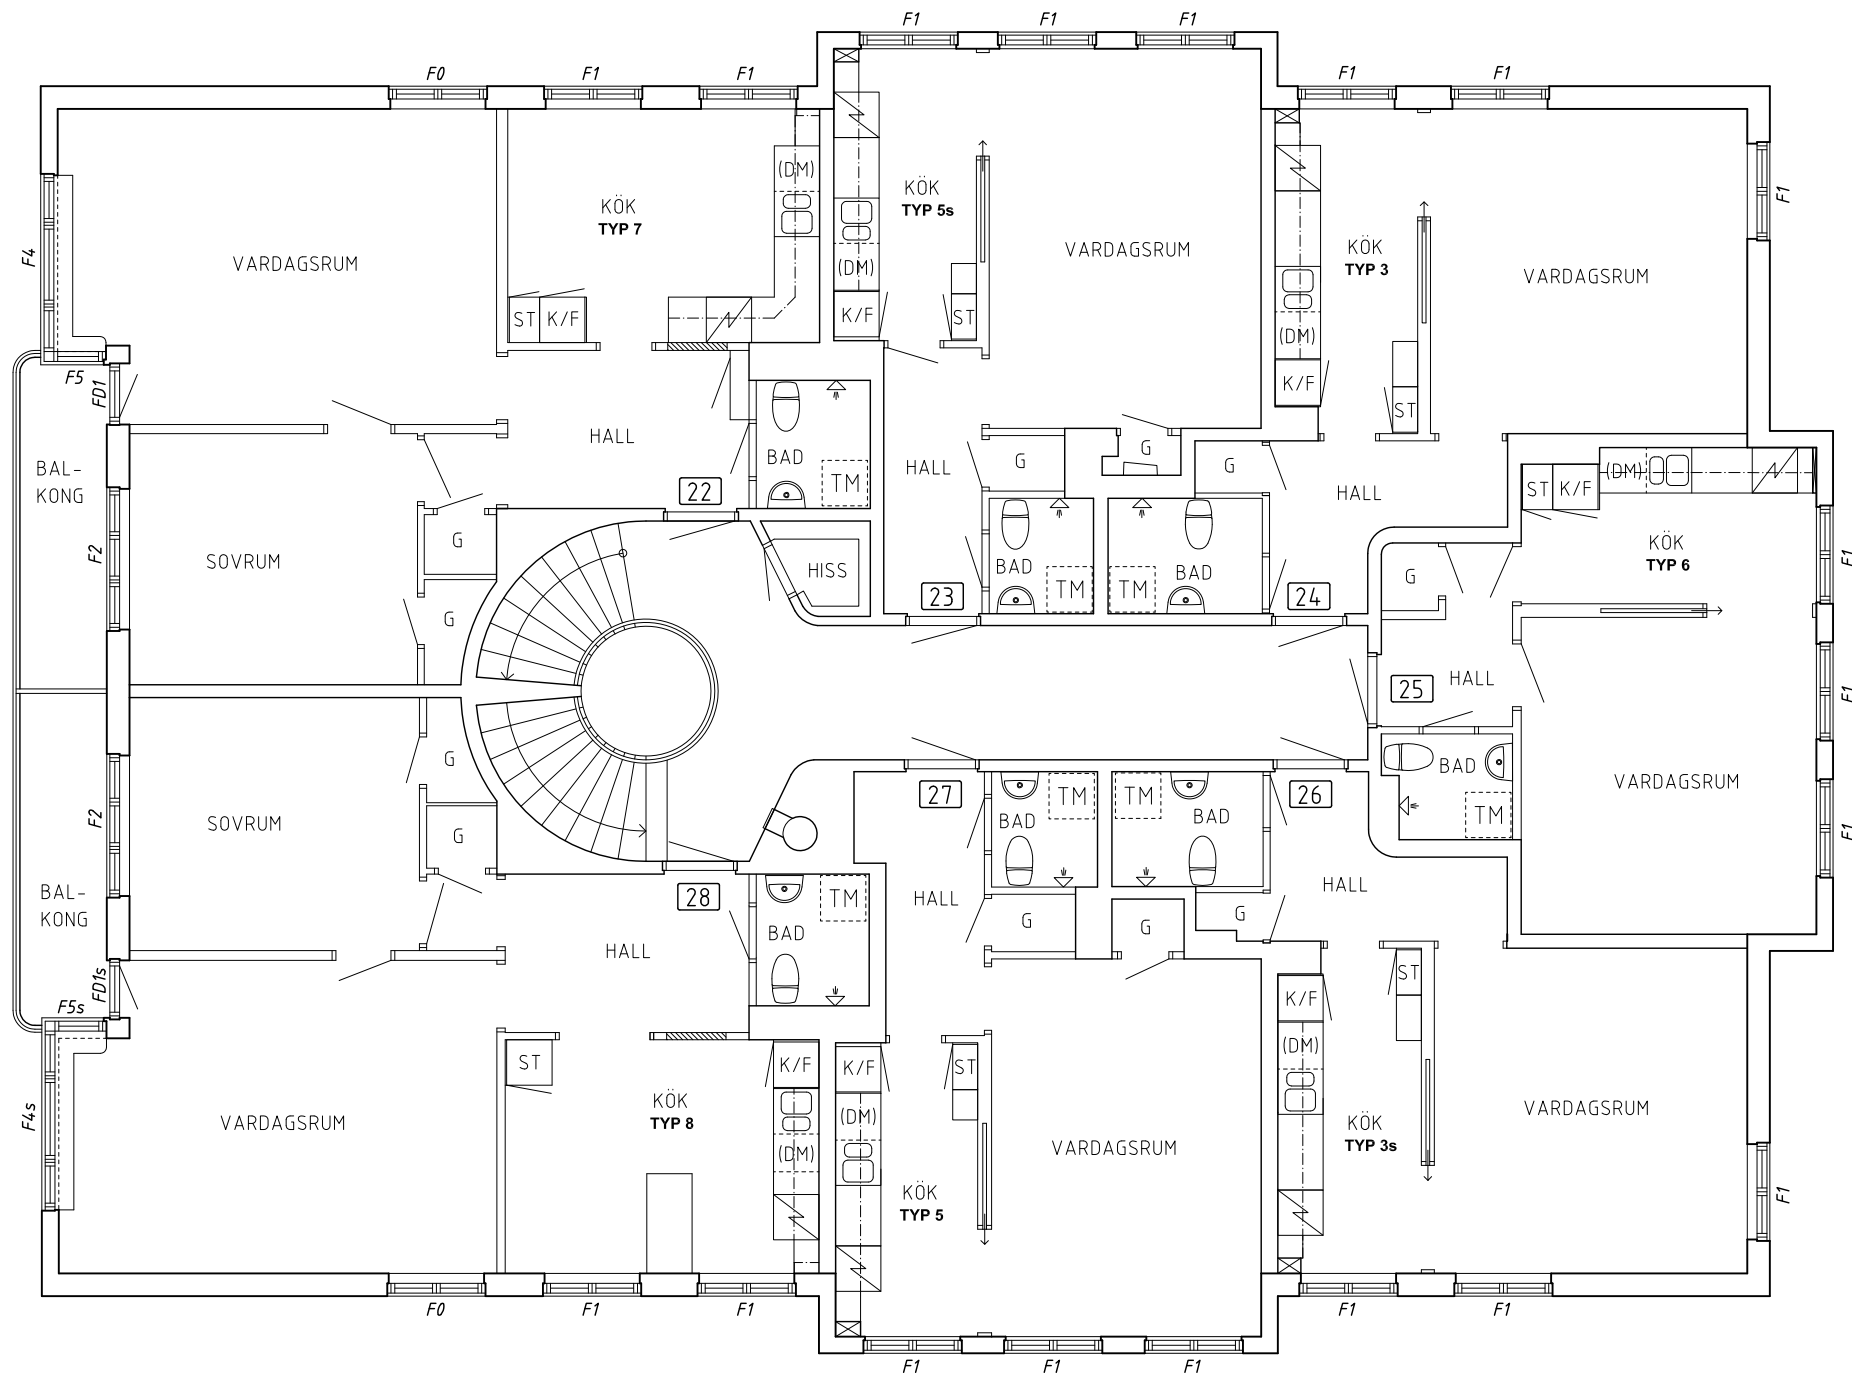 F1
F1
F1
F0
F1
F1
F1
F1
(DM)
KÖK
TYP 7
KÖK
TYP 5s
F1
F4
VARDAGSRUM
VARDAGSRUM
KÖK
TYP 3
VARDAGSRUM
(DM)
ST
K/F
K/F
ST
(DM)
F5
FD1
K/F
ST
HALL
BAD
TM
22
HALL
G
G
G
BAL-
KONG
HALL
ST
K/F
(DM)
F2
SOVRUM
G
G
HISS
BAD
TM
TM
BAD
23
24
G
KÖK
TYP 6
F1
HALL
25
F1
G
SOVRUM
F2
G
27
TM
BAD
TM
BAD
26
BAD
TM
VARDAGSRUM
F1
BAL-
KONG
28
TM
BAD
HALL
HALL
G
G
G
HALL
FD1s
F5s
ST
K/F
K/F
ST
K/F
ST
(DM)
F4s
VARDAGSRUM
KÖK
TYP 8
(DM)
(DM)
VARDAGSRUM
KÖK
TYP 3s
VARDAGSRUM
KÖK
TYP 5
F1
F0
F1
F1
F1
F1
F1
F1
F1